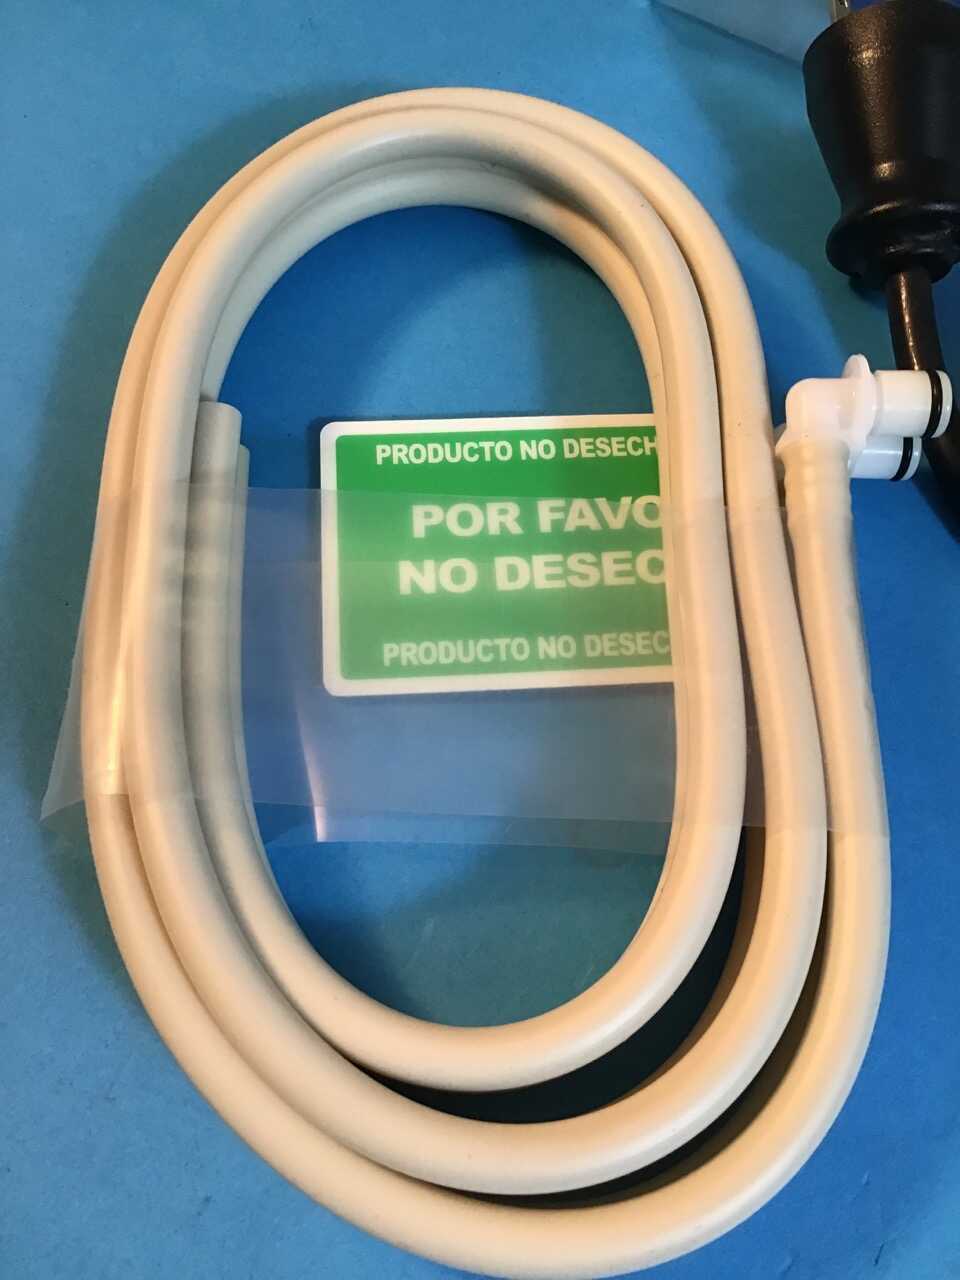 PRODUCTO NO DESECH
POR FAVO
NO DESEC
PRODUCTO NO DESEC